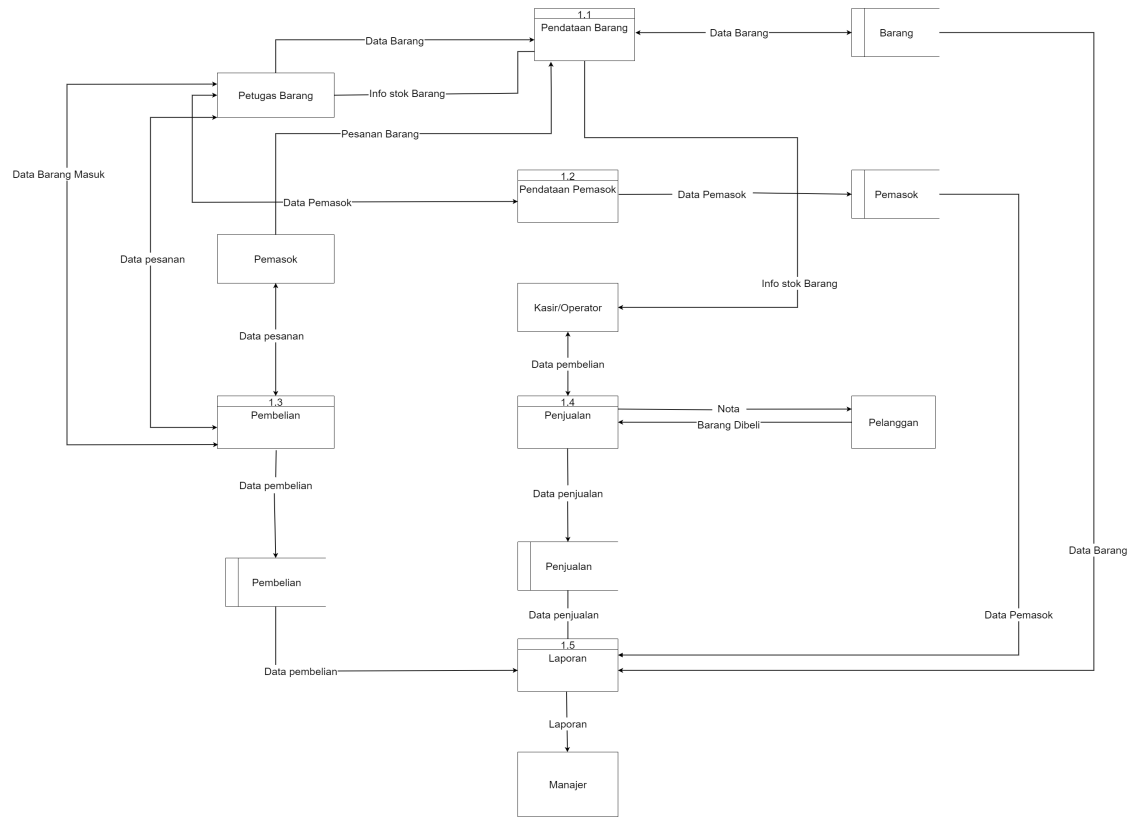 1.1
Pendataan Barang
Data Barang
Data Barang
Barang
Petugas Barang
Info stok Barang
Pesanan Barang
Data Barang Masuk
1.2
Pendataan Pemasok
Data Pemasok
Pemasok
Data Pemasok
Data pesanan
Pemasok
Info stok Barang
Kasir/Operator
Data pesanan
Data pembelian
1.3
Pembelian
1.4
Penjualan
Nota
Barang Dibeli
Pelanggan
Data pembelian
Data penjualan
Data Barang
Pembelian
Penjualan
Data penjualan
Data Pemasok
1.5
Laporan
Data pembelian
Laporan
Manajer